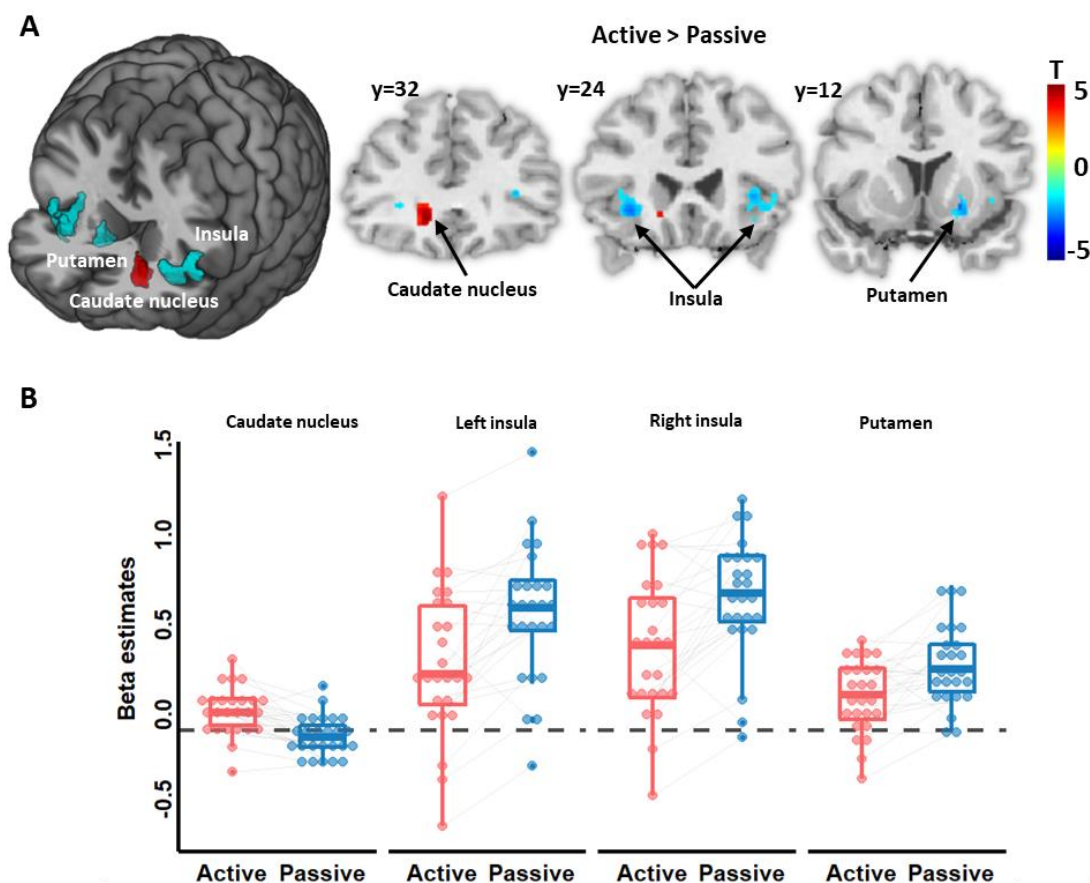 A
Active > Passive
y=32
y=24
y=12
T
5
0
-5
Insula
Putamen
Caudate nucleus
Caudate nucleus
Insula
Putamen
B
Caudate nucleus
Left insula
Right insula
Putamen
Beta estimates
1.5
1.0
0.5
0.0
-0.5
Active Passive Active Passive Active Passive Active Passive